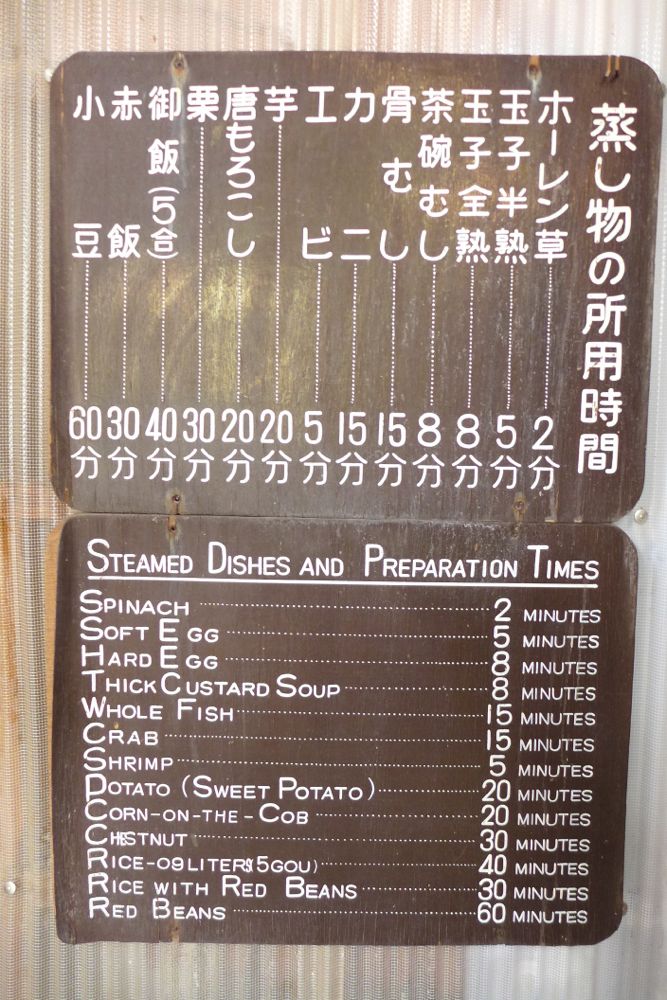 蒸し物の所用時間
ホーレン草 2分
玉子半熟 5分
玉子全熟 8分
茶碗むし 8分
骨むし 15分
カニ 15分
エビ 5分
芋 20分
唐もろこし 20分
栗 30分
御飯(5合) 40分
赤飯 30分
小豆 60分
STEAMED DISHES AND PREPARATION TIMES
SPINACH 2 MINUTES
SOFT EGG 5 MINUTES
HARD EGG 8 MINUTES
THICK CUSTARD SOUP 8 MINUTES
WHOLE FISH 15 MINUTES
CRAB 15 MINUTES
SHRIMP 5 MINUTES
POTATO (SWEET POTATO) 20 MINUTES
CORN-ON-THE-COB 20 MINUTES
CHESTNUT 30 MINUTES
RICE-09LITERS(5GOU) 40 MINUTES
RICE WITH RED BEANS 30 MINUTES
RED BEANS 60 MINUTES